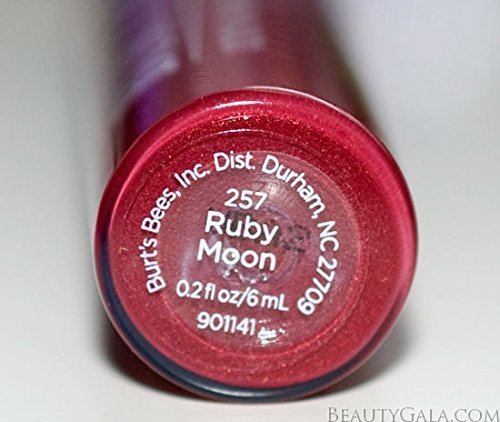 Burt's Bees, Inc. Dist. Durham, NC 27709
257
Ruby
Moon
0.2 fl oz/6 mL
901141
BEAUTYGALA.COM